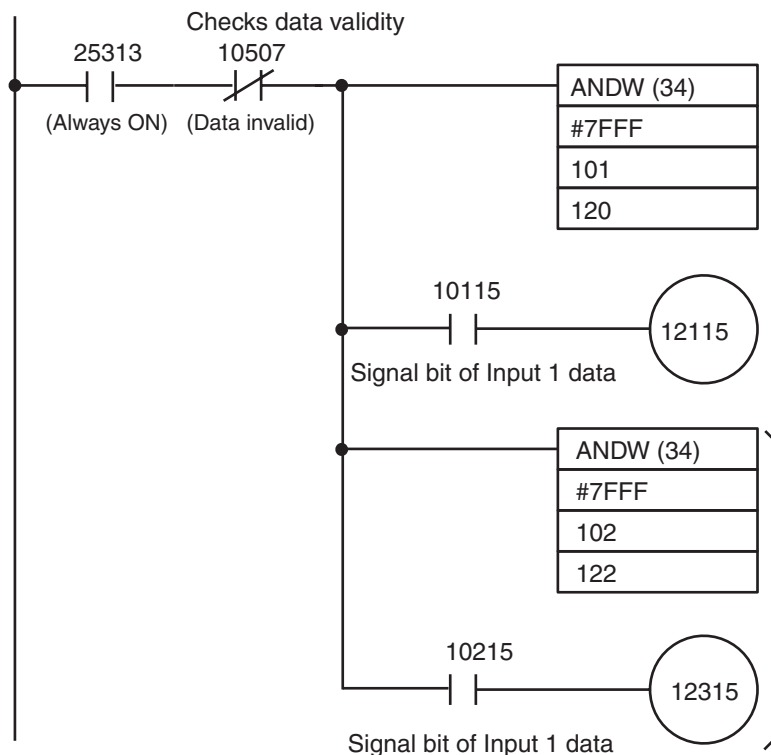 Checks data validity
25313
10507
(Always ON)
(Data invalid)
ANDW (34)
#7FFF
101
120
10115
12115
Signal bit of Input 1 data
ANDW (34)
#7FFF
102
122
10215
12315
Signal bit of Input 1 data